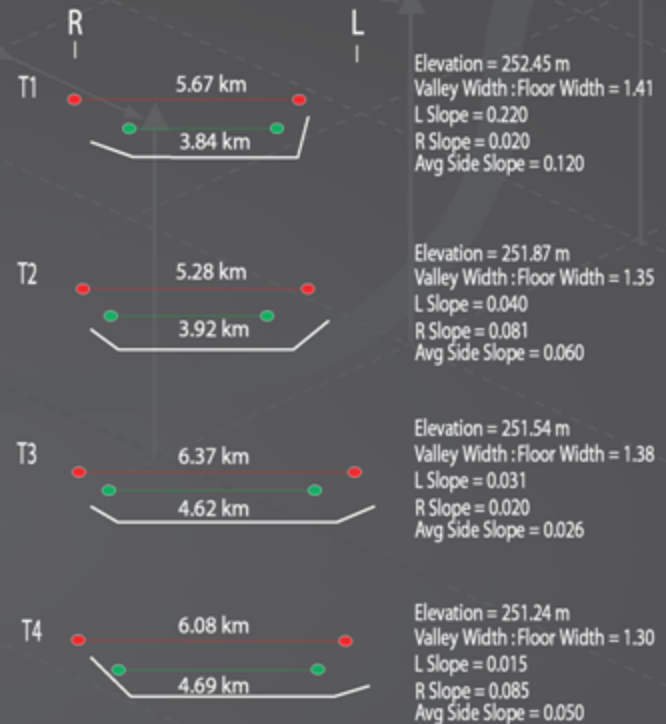 R
L
T1
5.67 km
3.84 km
Elevation = 252.45 m
Valley Width : Floor Width = 1.41
L Slope = 0.220
R Slope = 0.020
Avg Side Slope = 0.120
T2
5.28 km
3.92 km
Elevation = 251.87 m
Valley Width : Floor Width = 1.35
L Slope = 0.040
R Slope = 0.081
Avg Side Slope = 0.060
T3
6.37 km
4.62 km
Elevation = 251.54 m
Valley Width : Floor Width = 1.38
L Slope = 0.031
R Slope = 0.020
Avg Side Slope = 0.026
T4
6.08 km
4.69 km
Elevation = 251.24 m
Valley Width : Floor Width = 1.30
L Slope = 0.015
R Slope = 0.085
Avg Side Slope = 0.050